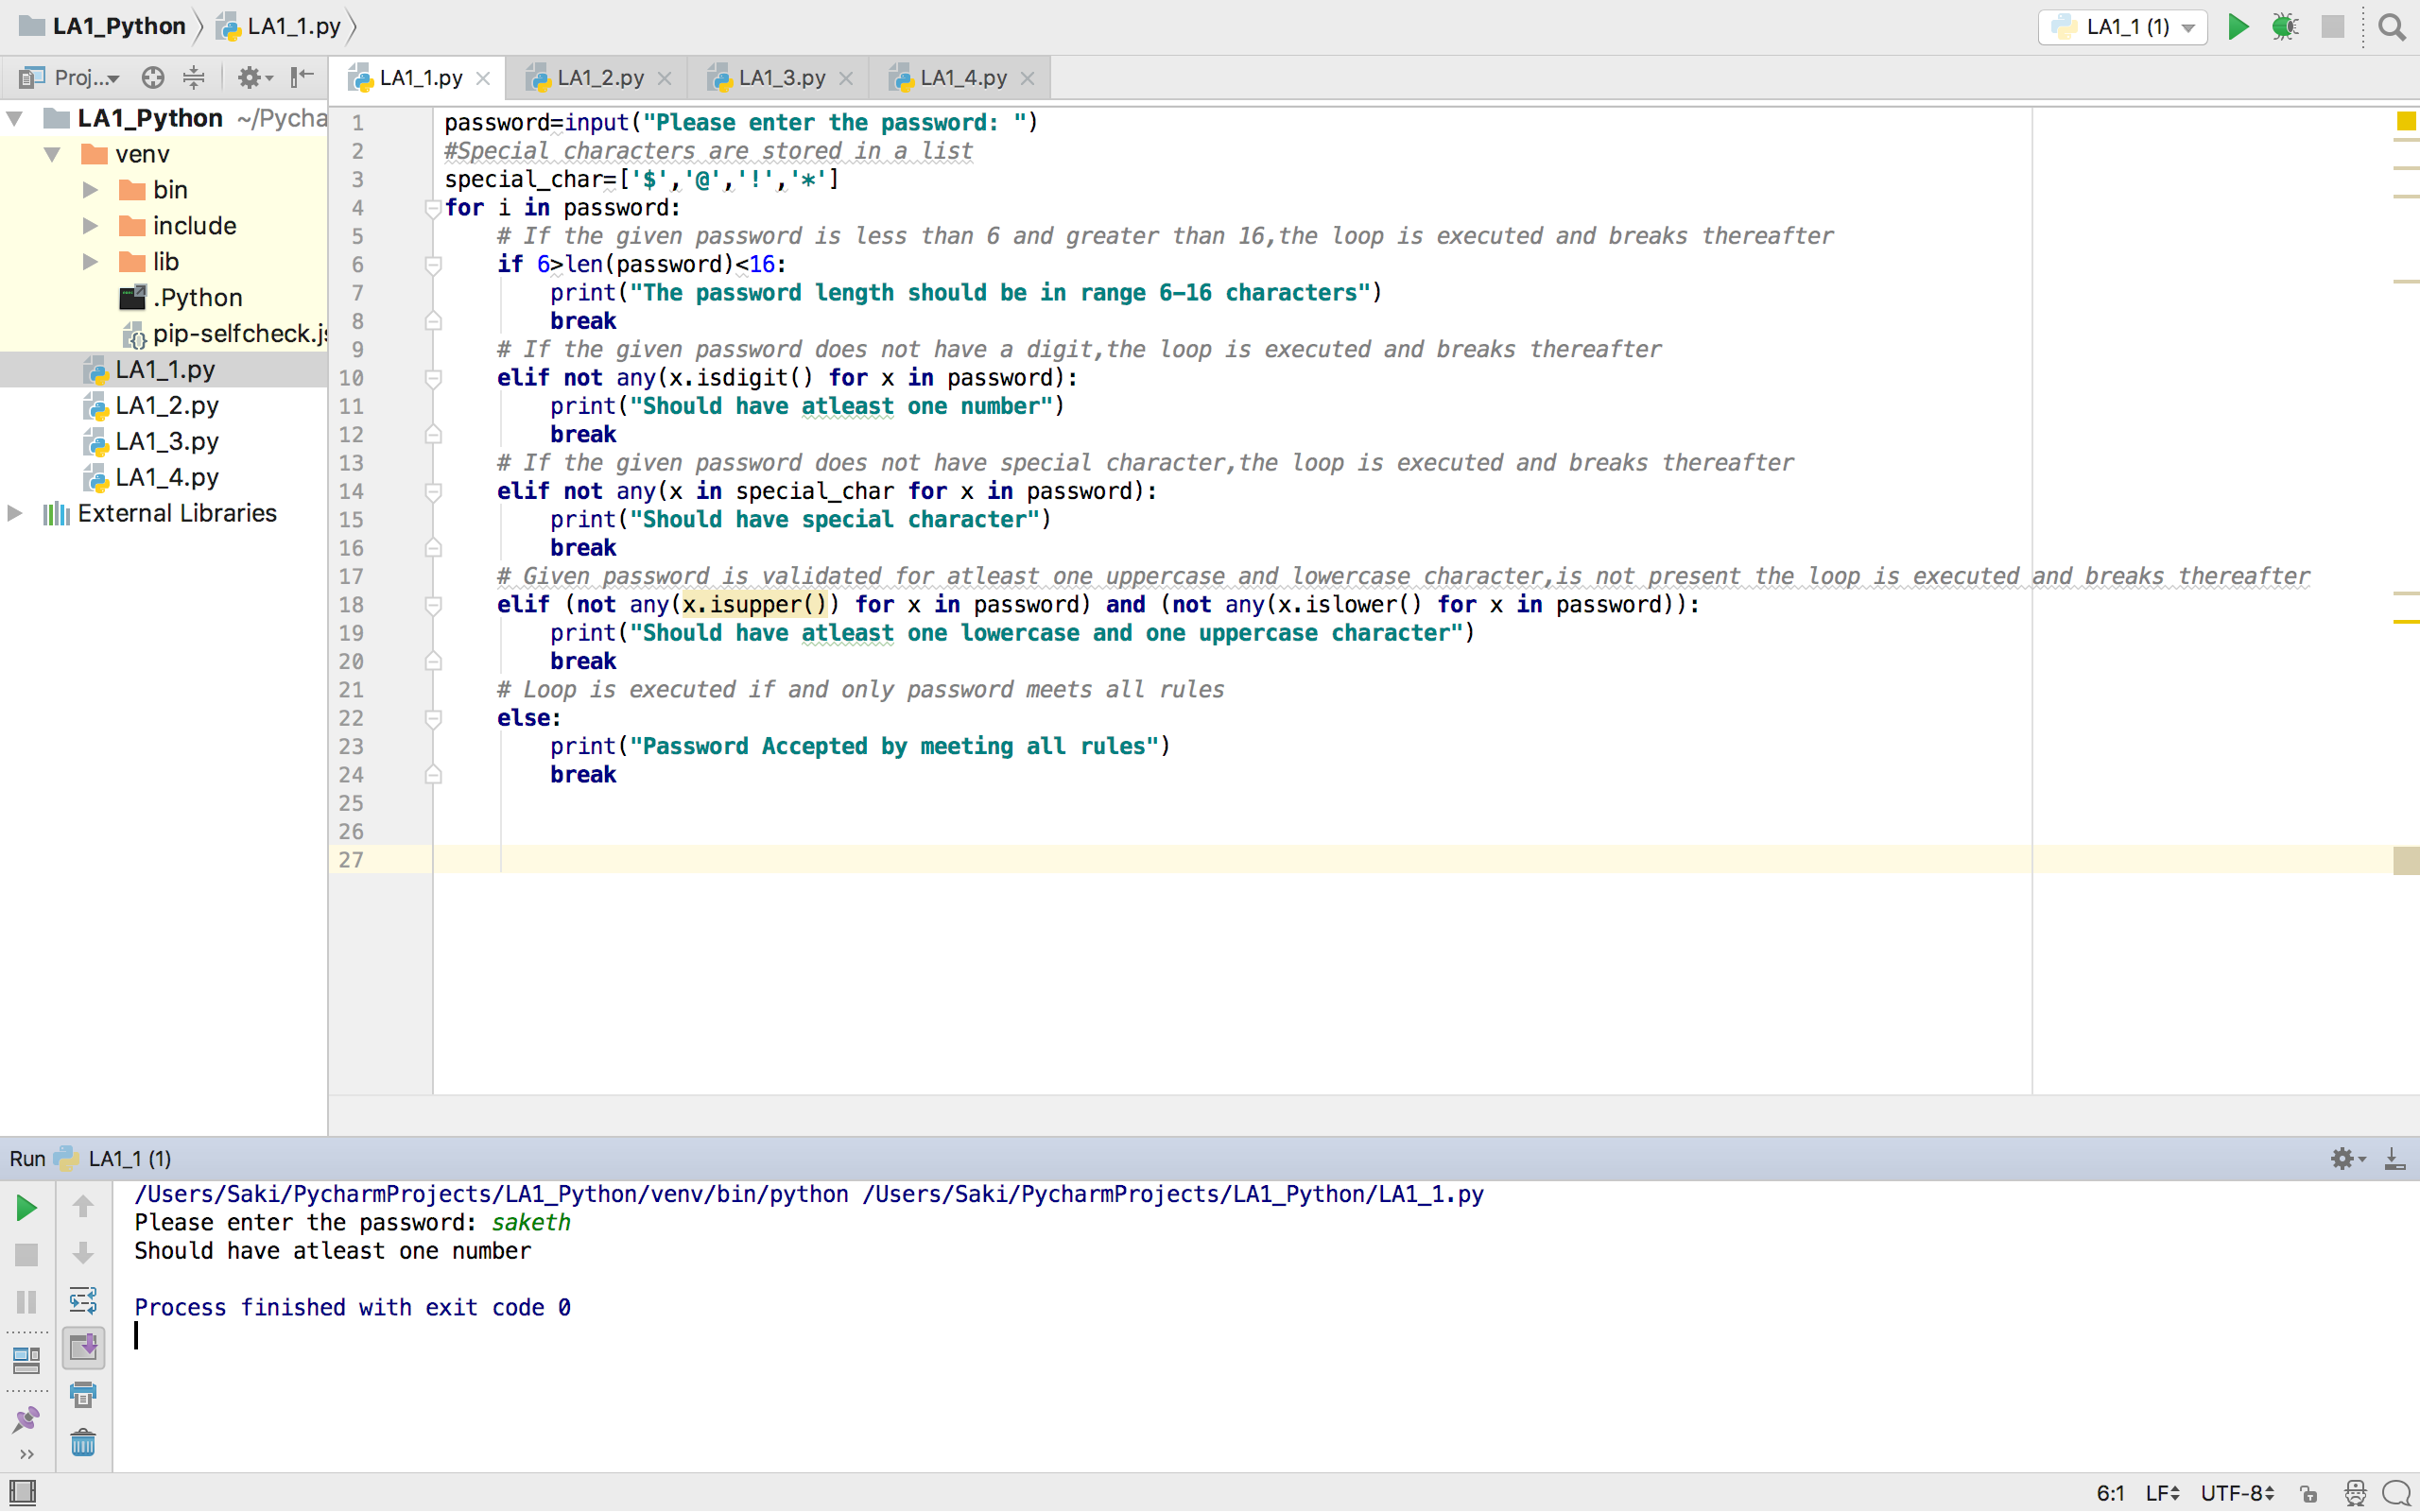 LA1_Python LA1_1.py LA1_1 (1)
Proj... LA1_1.py LA1_2.py LA1_3.py LA1_4.py
LA1_Python ~/Pycha
venv
bin
include
lib
.Python
pip-selfcheck.js
LA1_1.py
LA1_2.py
LA1_3.py
LA1_4.py
External Libraries
1 password=input("Please enter the password: ")
2 #Special characters are stored in a list
3 special_char=['$','@','!','*']
4 for i in password:
5 # If the given password is less than 6 and greater than 16,the loop is executed and breaks thereafter
6 if 6>len(password)<16:
7 print("The password length should be in range 6-16 characters")
8 break
9 # If the given password does not have a digit,the loop is executed and breaks thereafter
10 elif not any(x.isdigit() for x in password):
11 print("Should have atleast one number")
12 break
13 # If the given password does not have special character,the loop is executed and breaks thereafter
14 elif not any(x in special_char for x in password):
15 print("Should have special character")
16 break
17 # Given password is validated for atleast one uppercase and lowercase character,is not present the loop is executed and breaks thereafter
18 elif (not any(x.isupper()) for x in password) and (not any(x.islower() for x in password)):
19 print("Should have atleast one lowercase and one uppercase character")
20 break
21 # Loop is executed if and only password meets all rules
22 else:
23 print("Password Accepted by meeting all rules")
24 break
25
26
27
Run LA1_1 (1)
/Users/Saki/PycharmProjects/LA1_Python/venv/bin/python /Users/Saki/PycharmProjects/LA1_Python/LA1_1.py
Please enter the password: saketh
Should have atleast one number
Process finished with exit code 0
6:1 LF UTF-8